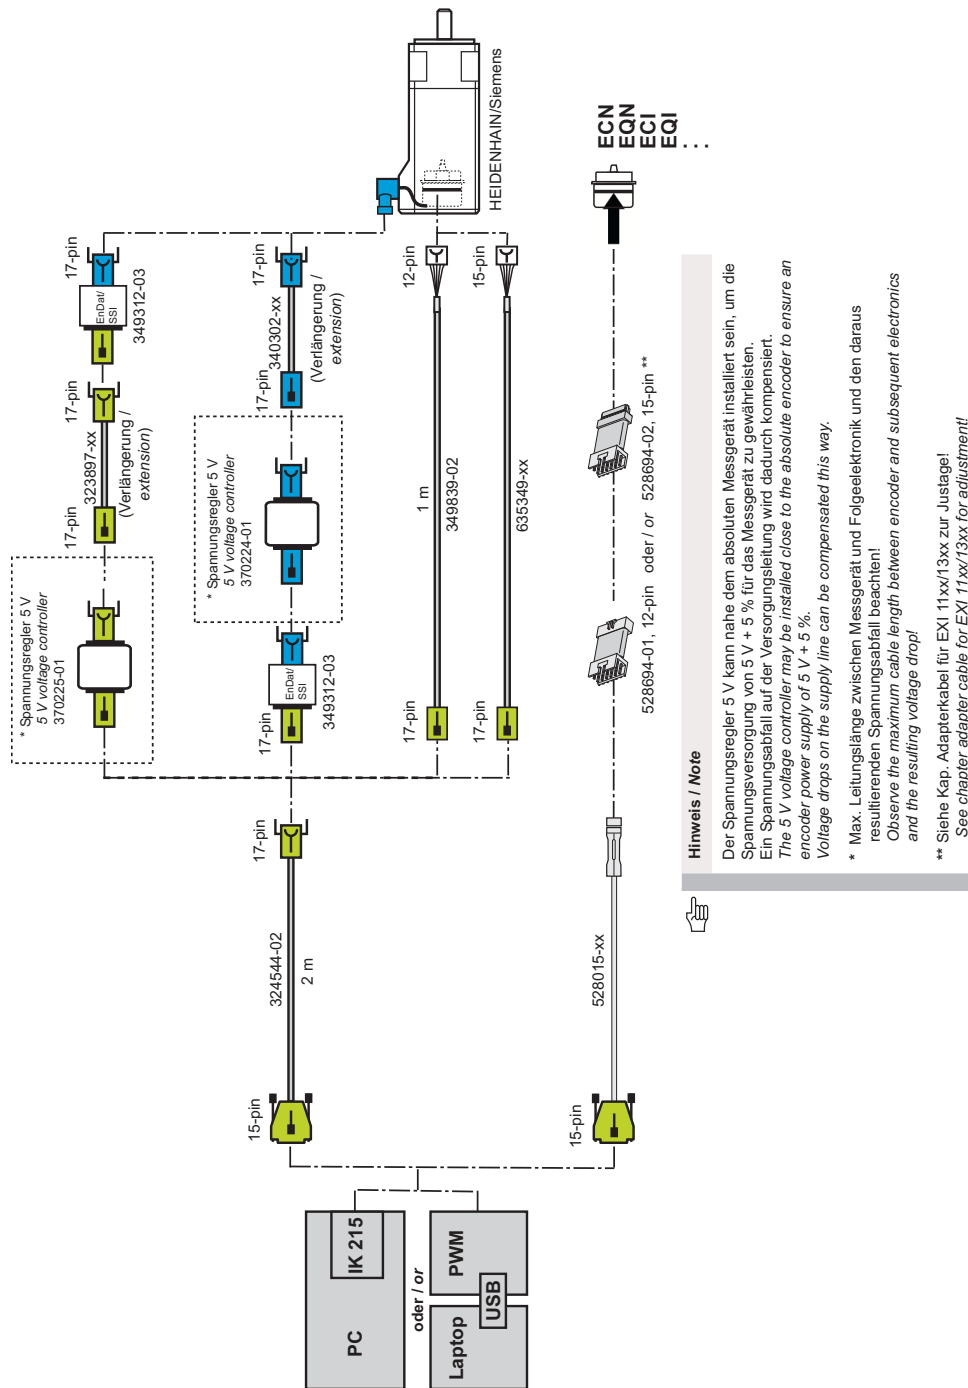 HEIDENHAIN/Siemens
17-pin
EnDat/
SSI
349312-03
17-pin
323897-xx
(Verlängerung /
extension)
17-pin
* Spannungsregler 5 V
5 V voltage controller
370225-01
17-pin
340302-xx
(Verlängerung /
extension)
17-pin
* Spannungsregler 5 V
5 V voltage controller
370224-01
EnDat/
SSI
349312-03
17-pin
12-pin
1 m
349839-02
17-pin
15-pin
635349-xx
17-pin
17-pin
324544-02
2 m
15-pin
ECN
EQN
ECI
EQI
. . .
528694-01, 12-pin oder / or 528694-02, 15-pin **
528015-xx
15-pin
PC
IK 215
oder / or
Laptop
USB
PWM
Hinweis / Note
Der Spannungsregler 5 V kann nahe dem absoluten Messgerät installiert sein, um die
Spannungsversorgung von 5 V + 5 % für das Messgerät zu gewährleisten.
Ein Spannungsabfall auf der Versorgungsleitung wird dadurch kompensiert.
The 5 V voltage controller may be installed close to the absolute encoder to ensure an
encoder power supply of 5 V + 5 %.
Voltage drops on the supply line can be compensated this way.
* Max. Leitungslänge zwischen Messgerät und Folgeelektronik und den daraus
resultierenden Spannungsabfall beachten!
Observe the maximum cable length between encoder and subsequent electronics
and the resulting voltage drop!
** Siehe Kap. Adapterkabel für EXI 11xx/13xx zur Justage!
See chapter adapter cable for EXI 11xx/13xx for adjustment!